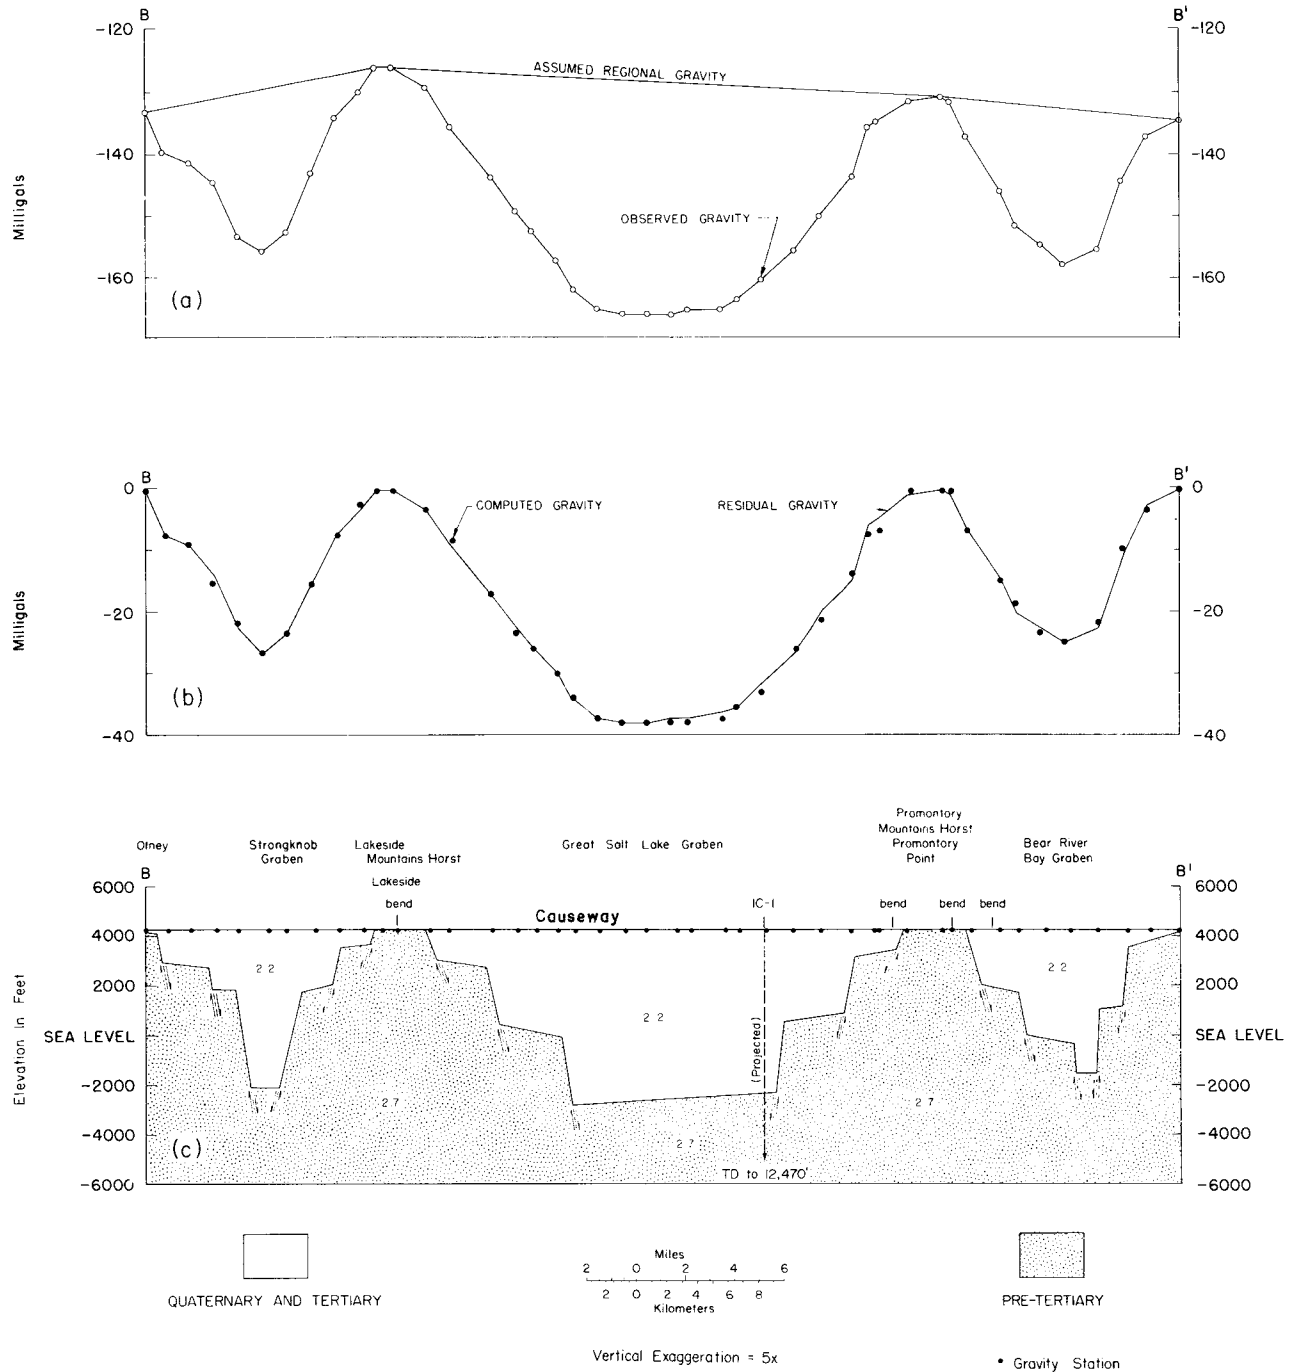 B
B'
-120
-120
ASSUMED REGIONAL GRAVITY
-140
-140
Milligals
OBSERVED GRAVITY
-160
-160
(a)
B
B'
0
0
COMPUTED GRAVITY
RESIDUAL GRAVITY
-20
-20
Milligals
(b)
-40
-40
Promontory
Mountains Horst
Olney
Strongknob
Graben
Lakeside
Mountains Horst
Great Salt Lake Graben
Promontory
Point
Bear River
Bay Graben
B
B'
6000
Lakeside
6000
bend
Causeway
IC-1
bend
bend
bend
4000
4000
2 2
2 2
2000
2000
2 2
SEA LEVEL
SEA LEVEL
Elevation In Feet
(Projected)
-2000
-2000
2 7
2 7
-4000
-4000
(c)
2 7
TD to 12,470'
-6000
-6000
Miles
2 0 2 4 6
2 0 2 4 6 8
Kilometers
QUATERNARY AND TERTIARY
PRE-TERTIARY
Vertical Exaggeration = 5x
• Gravity Station